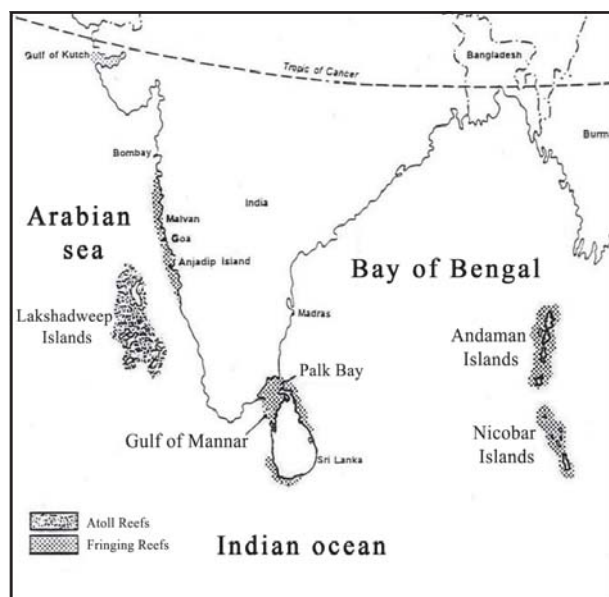 Gulf of Kutch
Tropic of Cancer
Bangladesh
Burm
Bombay
India
Arabian
sea
Malvan
Goa
Anjadip Island
Bay of Bengal
Lakshadweep
Islands
Madras
Andaman
Islands
Palk Bay
Gulf of Mannar
Nicobar
Islands
Sri Lanka
Atoll Reefs
Fringing Reefs
Indian ocean